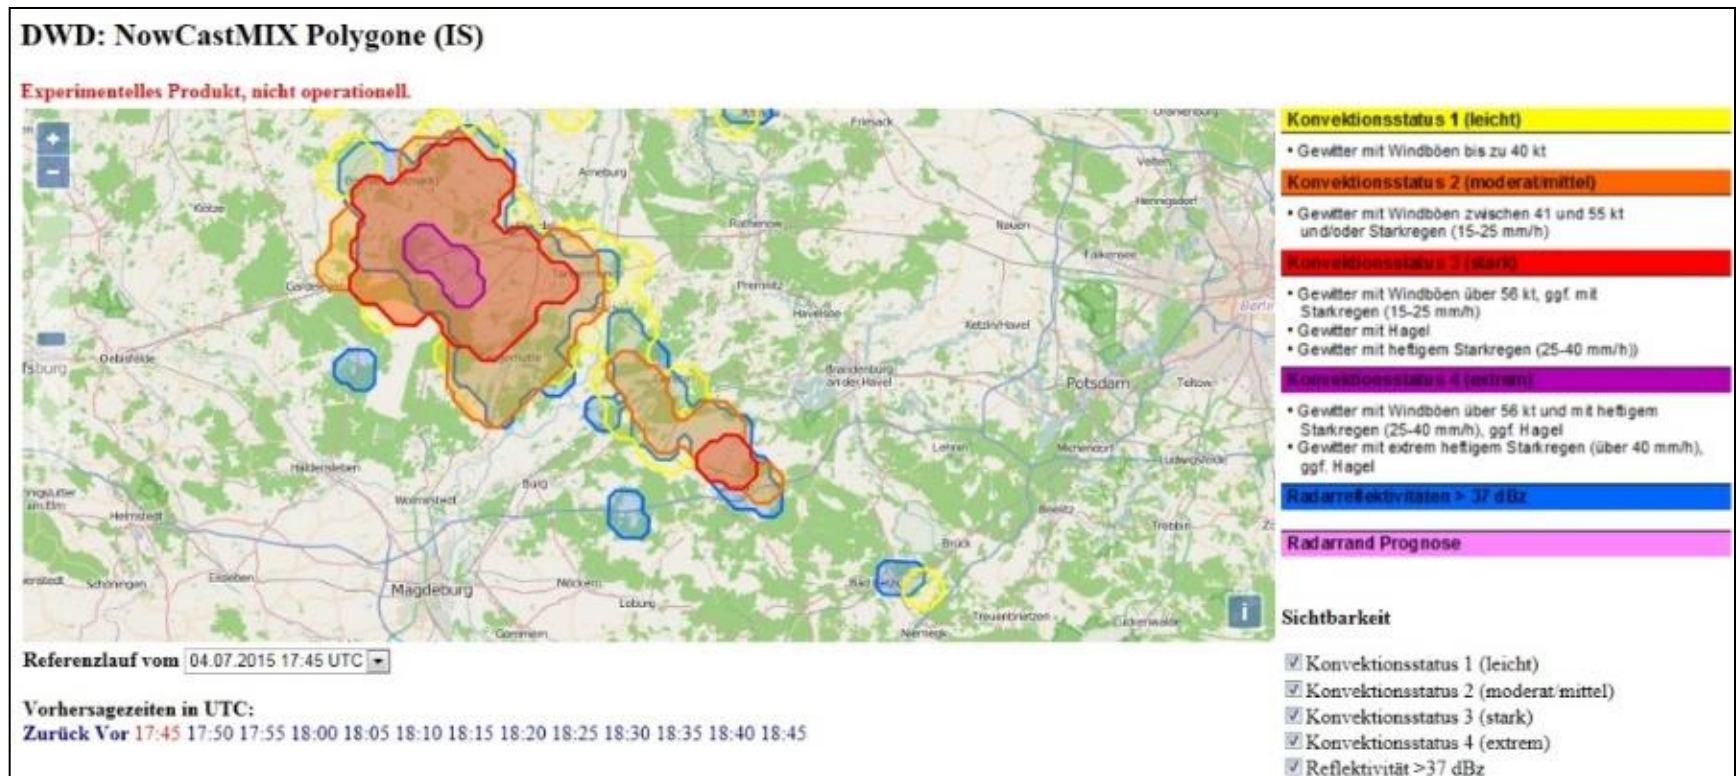 DWD: NowCastMIX Polygone (IS)
Experimentelles Produkt, nicht operationell.
+
−
Frimark
Velten
Arneburg
Klötze
Hennigsdorf
Rathenow
Nauen
Falkensee
Premnitz
Havelsee
Ketzin/Havel
Berlin
Oebisfelde
Brandenburg
an der Havel
Potsdam
Teltow
Lehnin
Michendorf
Ludwigsfelde
Haldensleben
Burg
Wolmirstedt
Helmstedt
Beelitz
Trebbin
Brück
Schöningen
Eilsleben
Magdeburg
Möckern
Loburg
Treuenbrietzen
Luckenwalde
Gommern
Niemegk
i
Konvektionsstatus 1 (leicht)
• Gewitter mit Windböen bis zu 40 kt
Konvektionsstatus 2 (moderat/mittel)
• Gewitter mit Windböen zwischen 41 und 55 kt
und/oder Starkregen (15-25 mm/h)
Konvektionsstatus 3 (stark)
• Gewitter mit Windböen über 56 kt, ggf. mit
Starkregen (15-25 mm/h)
• Gewitter mit Hagel
• Gewitter mit heftigem Starkregen (25-40 mm/h))
Konvektionsstatus 4 (extrem)
• Gewitter mit Windböen über 56 kt und mit heftigem
Starkregen (25-40 mm/h), ggf. Hagel
• Gewitter mit extrem heftigem Starkregen (über 40 mm/h),
ggf. Hagel
Radarreflektivitäten > 37 dBz
Radarrand Prognose
Sichtbarkeit
Konvektionsstatus 1 (leicht)
Konvektionsstatus 2 (moderat/mittel)
Konvektionsstatus 3 (stark)
Konvektionsstatus 4 (extrem)
Reflektivität >37 dBz
Referenzlauf vom 04.07.2015 17:45 UTC
Vorhersagezeiten in UTC:
Zurück Vor 17:45 17:50 17:55 18:00 18:05 18:10 18:15 18:20 18:25 18:30 18:35 18:40 18:45